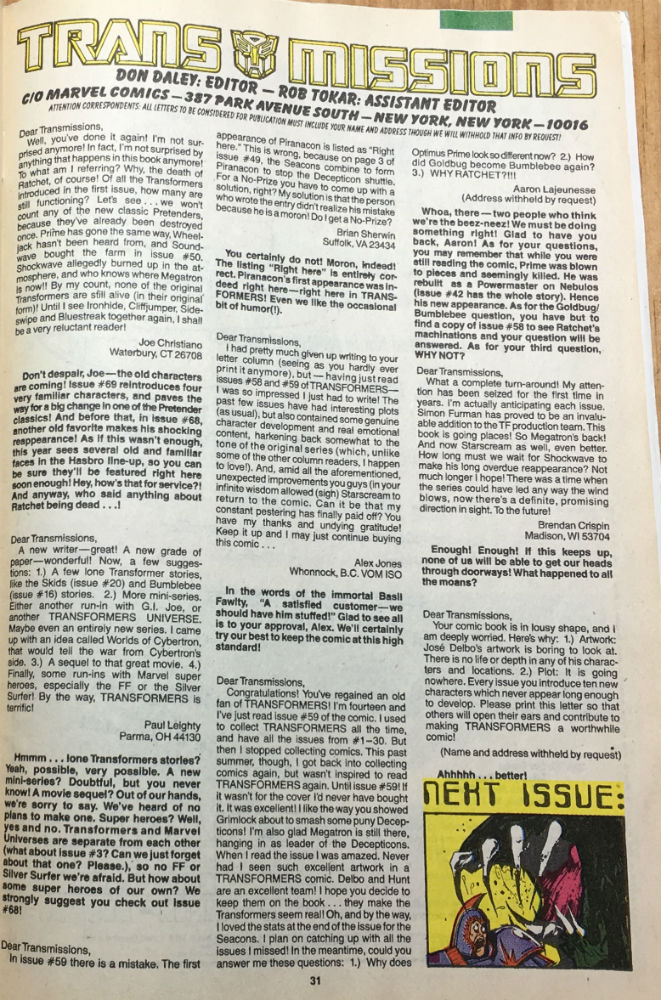 TRANS MISSIONS
DON DALEY: EDITOR – ROB TOKAR: ASSISTANT EDITOR
C/O MARVEL COMICS – 387 PARK AVENUE SOUTH – NEW YORK, NEW YORK – 10016
ATTENTION CORRESPONDENTS: ALL LETTERS TO BE CONSIDERED FOR PUBLICATION MUST INCLUDE YOUR NAME AND ADDRESS THOUGH WE WILL WITHHOLD THAT INFO BY REQUEST!
Dear Transmissions,
Well, you've done it again! I'm not sur-
prised anymore! In fact, I'm not surprised by
anything that happens in this book anymore!
To what am I referring? Why, the death of
Ratchet, of course! Of all the Transformers
introduced in the first issue, how many are
still functioning? Let's see . . . we won't
count any of the new classic Pretenders,
because they've already been destroyed
once. Prime has gone the same way, Wheel-
jack hasn't been heard from, and Sound-
wave bought the farm in issue #50.
Shockwave allegedly burned up in the at-
mosphere, and who knows where Megatron
is now!! By my count, none of the original
Transformers are still alive (in their original
form)! Until I see Ironhide, Cliffjumper, Side-
swipe and Bluestreak together again, I shall
be a very reluctant reader!
Joe Christiano
Waterbury, CT 26708
Don't despair, Joe—the old characters
are coming! Issue #69 reintroduces four
very familiar characters, and paves the
way for a big change in one of the Pretender
classics! And before that, in issue #68,
another old favorite makes his shocking
reappearance! As if this wasn't enough,
this year sees several old and familiar
faces in the Hasbro line-up, so you can
be sure they'll be featured right here
soon enough! Hey, how's that for service?!
And anyway, who said anything about
Ratchet being dead . . .!
Dear Transmissions,
A new writer—great! A new grade of
paper—wonderful! Now, a few sugges-
tions: 1.) A few lone Transformer stories,
like the Skids (issue #20) and Bumblebee
(issue #16) stories. 2.) More mini-series.
Either another run-in with G.I. Joe, or
another TRANSFORMERS UNIVERSE.
Maybe even an entirely new series. I came
up with an idea called Worlds of Cybertron,
that would tell the war from Cybertron's
side. 3.) A sequel to that great movie. 4.)
Finally, some run-ins with Marvel super
heroes, especially the FF or the Silver
Surfer! By the way, TRANSFORMERS is
terrific!
Paul Leighty
Parma, OH 44130
Hmmm . . . lone Transformers stories?
Yeah, possible, very possible. A new
mini-series? Doubtful, but you never
know! A movie sequel? Out of our hands,
we're sorry to say. We've heard of no
plans to make one. Super heroes? Well,
yes and no. Transformers and Marvel
Universes are separate from each other
(what about issue #3? Can we just forget
about that one? Please.), so no FF or
Silver Surfer we're afraid. But how about
some super heroes of our own? We
strongly suggest you check out issue
#68!
Dear Transmissions,
In issue #59 there is a mistake. The first
appearance of Piranacon is listed as "Right
here." This is wrong, because on page 3 of
issue #49, the Seacons combine to form
Piranacon to stop the Decepticon shuttle.
For a No-Prize you have to come up with a
solution, right? My solution is that the person
who wrote the entry didn't realize his mistake
because he is a moron! Do I get a No-Prize?
Brian Sherwin
Suffolk, VA 23434
You certainly do not! Moron, indeed!
The listing "Right here" is entirely cor-
rect. Piranacon's first appearance was in-
deed right here—right here in TRANS-
FORMERS! Even we like the occasional
bit of humor(!).
Dear Transmissions,
I had pretty much given up writing to your
letter column (seeing as you hardly ever
print it anymore), but — having just read
issues #58 and #59 of TRANSFORMERS—
I was so impressed I just had to write! The
past few issues have had interesting plots
(as usual), but also contained some genuine
character development and real emotional
content, harkening back somewhat to the
tone of the original series (which, unlike
some of the other column readers, I happen
to love!). And, amid all the aforementioned,
unexpected improvements you guys (in your
infinite wisdom allowed (sigh) Starscream to
return to the comic. Can it be that my
constant pestering has finally paid off? You
have my thanks and undying gratitude!
Keep it up and I may just continue buying
this comic . . .
Alex Jones
Whonnock, B.C. VOM ISO
In the words of the immortal Basil
Fawlty, "A satisfied customer—we
should have him stuffed!" Glad to see all
is to your approval, Alex. We'll certainly
try our best to keep the comic at this high
standard!
Dear Transmissions,
Congratulations! You've regained an old
fan of TRANSFORMERS! I'm fourteen and
I've just read issue #59 of the comic. I used
to collect TRANSFORMERS all the time,
and have all the issues from #1–30. But
then I stopped collecting comics. This past
summer, though, I got back into collecting
comics again, but wasn't inspired to read
TRANSFORMERS again. Until issue #59! If
it wasn't for the cover I'd never have bought
it. It was excellent! I like the way you showed
Grimlock about to smash some puny Decep-
ticons! I'm also glad Megatron is still there,
hanging in as leader of the Decepticons.
When I read the issue I was amazed. Never
had I seen such excellent artwork in a
TRANSFORMERS comic. Delbo and Hunt
are an excellent team! I hope you decide to
keep them on the book . . . they make the
Transformers seem real! Oh, and by the way,
I loved the stats at the end of the issue for the
Seacons. I plan on catching up with all the
issues I missed! In the meantime, could you
answer me these questions: 1.) Why does
Optimus Prime look so different now? 2.) How
did Goldbug become Bumblebee again?
3.) WHY RATCHET?!!!
Aaron Lajeunesse
(Address withheld by request)
Whoa, there—two people who think
we're the beez-neez! We must be doing
something right! Glad to have you
back, Aaron! As for your questions,
you may remember that while you were
still reading the comic, Prime was blown
to pieces and seemingly killed. He was
rebuilt as a Powermaster on Nebulos
(Issue #42 has the whole story). Hence
his new appearance. As for the Goldbug/
Bumblebee question, you have but to
find a copy of issue #58 to see Ratchet's
machinations and your question will be
answered. As for your third question,
WHY NOT?
Dear Transmissions,
What a complete turn-around! My atten-
tion has been seized for the first time in
years. I'm actually anticipating each issue.
Simon Furman has proved to be an invalu-
able addition to the TF production team. This
book is going places! So Megatron's back!
And now Starscream as well, even better.
How long must we wait for Shockwave to
make his long overdue reappearance? Not
much longer I hope! There was a time when
the series could have led any way the wind
blows, now there's a definite, promising
direction in sight. To the future!
Brendan Crispin
Madison, WI 53704
Enough! Enough! If this keeps up,
none of us will be able to get our heads
through doorways! What happened to all
the moans?
Dear Transmissions,
Your comic book is in lousy shape, and I
am deeply worried. Here's why: 1.) Artwork:
José Delbo's artwork is boring to look at.
There is no life or depth in any of his charac-
ters and locations. 2.) Plot: It is going
nowhere. Every issue you introduce ten new
characters which never appear long enough
to develop. Please print this letter so that
others will open their ears and contribute to
making TRANSFORMERS a worthwhile
comic!
(Name and address withheld by request)
Ahhhhh . . . better!
NEXT ISSUE:
31